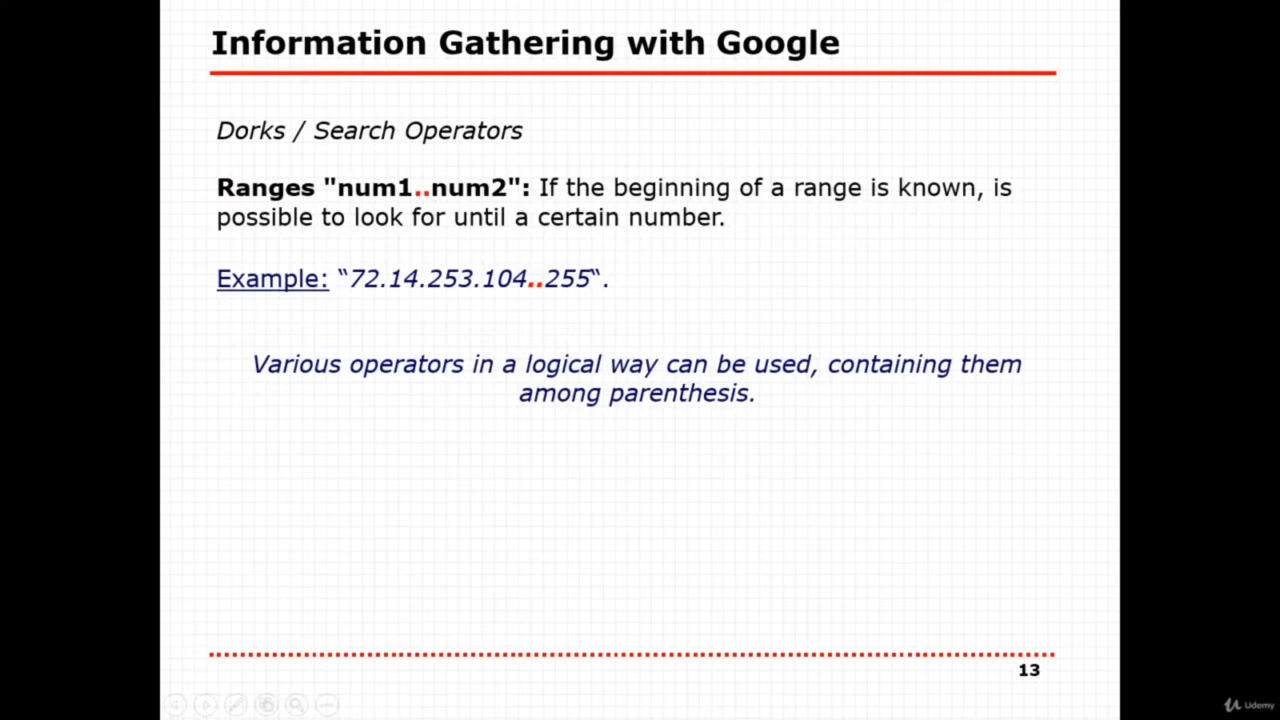 Information Gathering with Google
Dorks / Search Operators
Ranges "num1..num2": If the beginning of a range is known, is
possible to look for until a certain number.
Example: “72.14.253.104..255“.
Various operators in a logical way can be used, containing them
among parenthesis.
13
Udemy